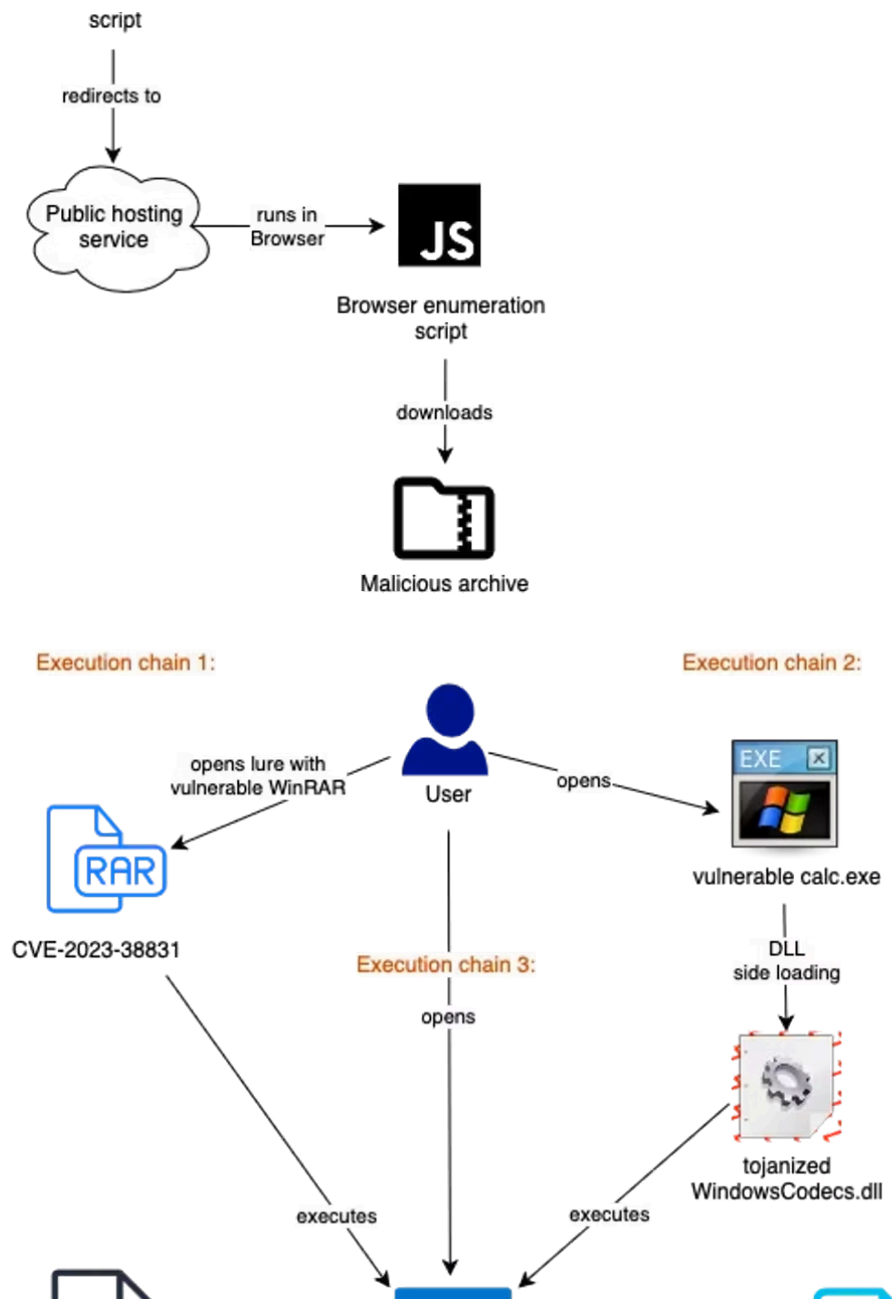 script
redirects to
Public hosting
service
runs in
Browser
JS
Browser enumeration
script
downloads
Malicious archive
Execution chain 1:
Execution chain 2:
opens lure with
vulnerable WinRAR
User
opens
EXE
RAR
vulnerable calc.exe
CVE-2023-38831
DLL
side loading
Execution chain 3:
opens
tojanized
WindowsCodecs.dll
executes
executes